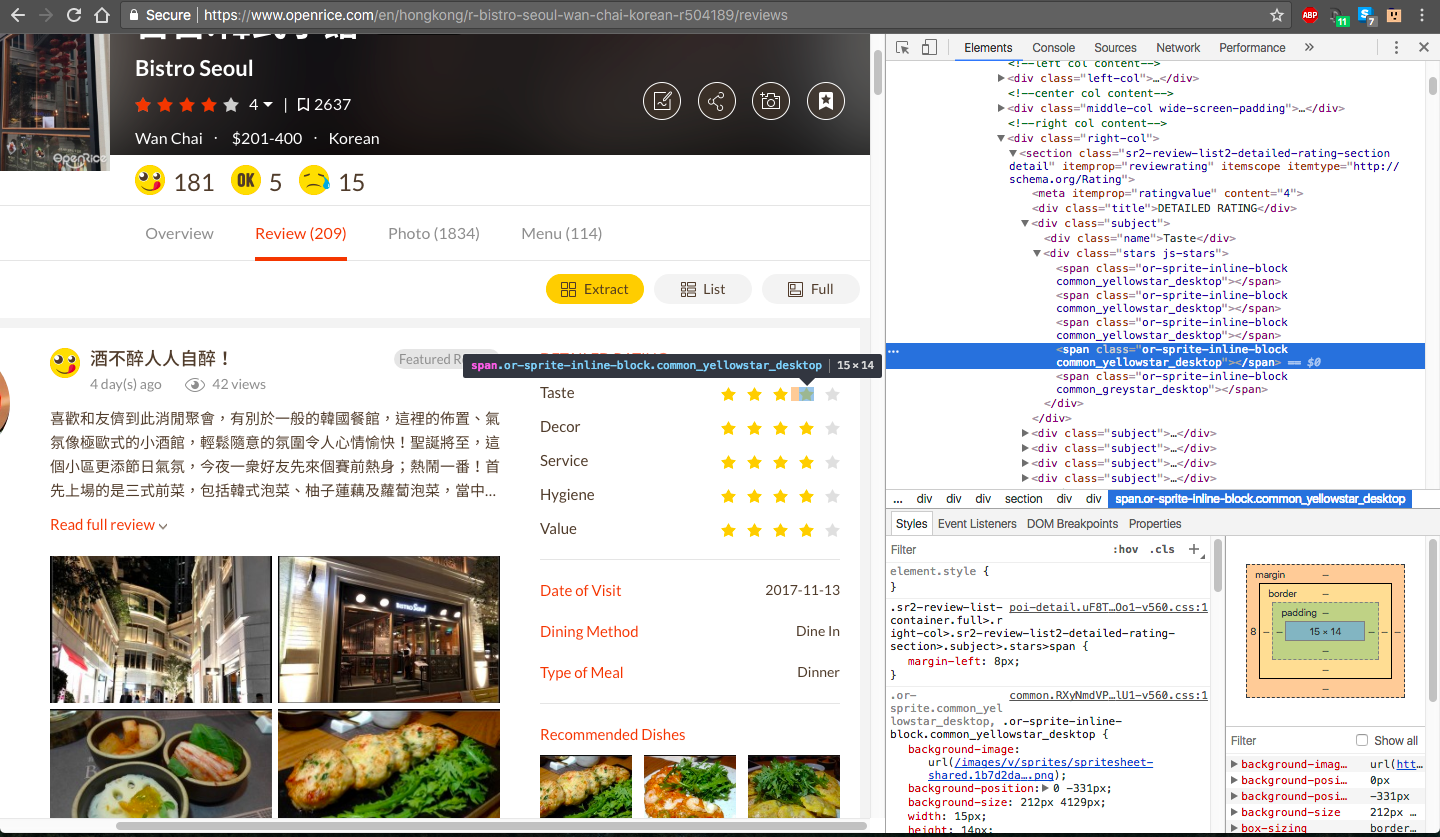 Secure https://www.openrice.com/en/hongkong/r-bistro-seoul-wan-chai-korean-r504189/reviews
ABP 11 7
Bistro Seoul
4 | 2637
Wan Chai · $201-400 · Korean
OpenRice
181 OK 5 15
Overview Review (209) Photo (1834) Menu (114)
Extract List Full
酒不醉人人自醉！
4 day(s) ago 42 views
喜歡和友儕到此消閒聚會，有別於一般的韓國餐館，這裡的佈置、氣
氛像極歐式的小酒館，輕鬆隨意的氛圍令人心情愉快！聖誕將至，這
個小區更添節日氣氛，今夜一衆好友先來個賽前熱身；熱鬧一番！首
先上場的是三式前菜，包括韓式泡菜、柚子蓮藕及蘿蔔泡菜，當中...
Read full review
Featured R
span.or-sprite-inline-block.common_yellowstar_desktop | 15 × 14
Taste
Decor
Service
Hygiene
Value
Date of Visit 2017-11-13
Dining Method Dine In
Type of Meal Dinner
Recommended Dishes
BISTRO Seoul
Elements Console Sources Network Performance »
<!--left col content-->
<div class="left-col">…</div>
<!--center col content-->
<div class="middle-col wide-screen-padding">…</div>
<!--right col content-->
<div class="right-col">
<section class="sr2-review-list2-detailed-rating-section
detail" itemprop="reviewrating" itemscope itemtype="http://
schema.org/Rating">
<meta itemprop="ratingvalue" content="4">
<div class="title">DETAILED RATING</div>
<div class="subject">
<div class="name">Taste</div>
<div class="stars js-stars">
<span class="or-sprite-inline-block
common_yellowstar_desktop"></span>
<span class="or-sprite-inline-block
common_yellowstar_desktop"></span>
<span class="or-sprite-inline-block
common_yellowstar_desktop"></span>
… <span class="or-sprite-inline-block
common_yellowstar_desktop"></span> == $0
<span class="or-sprite-inline-block
common_greystar_desktop"></span>
</div>
</div>
<div class="subject">…</div>
<div class="subject">…</div>
<div class="subject">…</div>
<div class="subject">…</div>
... div div div section div div span.or-sprite-inline-block.common_yellowstar_desktop
Styles Event Listeners DOM Breakpoints Properties
Filter :hov .cls +
element.style {
}
.sr2-review-list- poi-detail.uF8T…Oo1-v560.css:1
container.full>.r
ight-col>.sr2-review-list2-detailed-rating-
section>.subject>.stars>span {
margin-left: 8px;
}
.or- common.RXyNmdVP…lU1-v560.css:1
sprite.common_yel
lowstar_desktop, .or-sprite-inline-
block.common_yellowstar_desktop {
background-image:
url(/images/v/sprites/spritesheet-
shared.1b7d2da….png);
background-position: 0 -331px;
background-size: 212px 4129px;
width: 15px;
height: 14px;
margin –
border –
padding –
8 – – 15 × 14 – – –
–
–
–
Filter Show all
background-imag… url(htt…
background-posi… 0px
background-posi… -331px
background-size 212px …
box-sizing border…